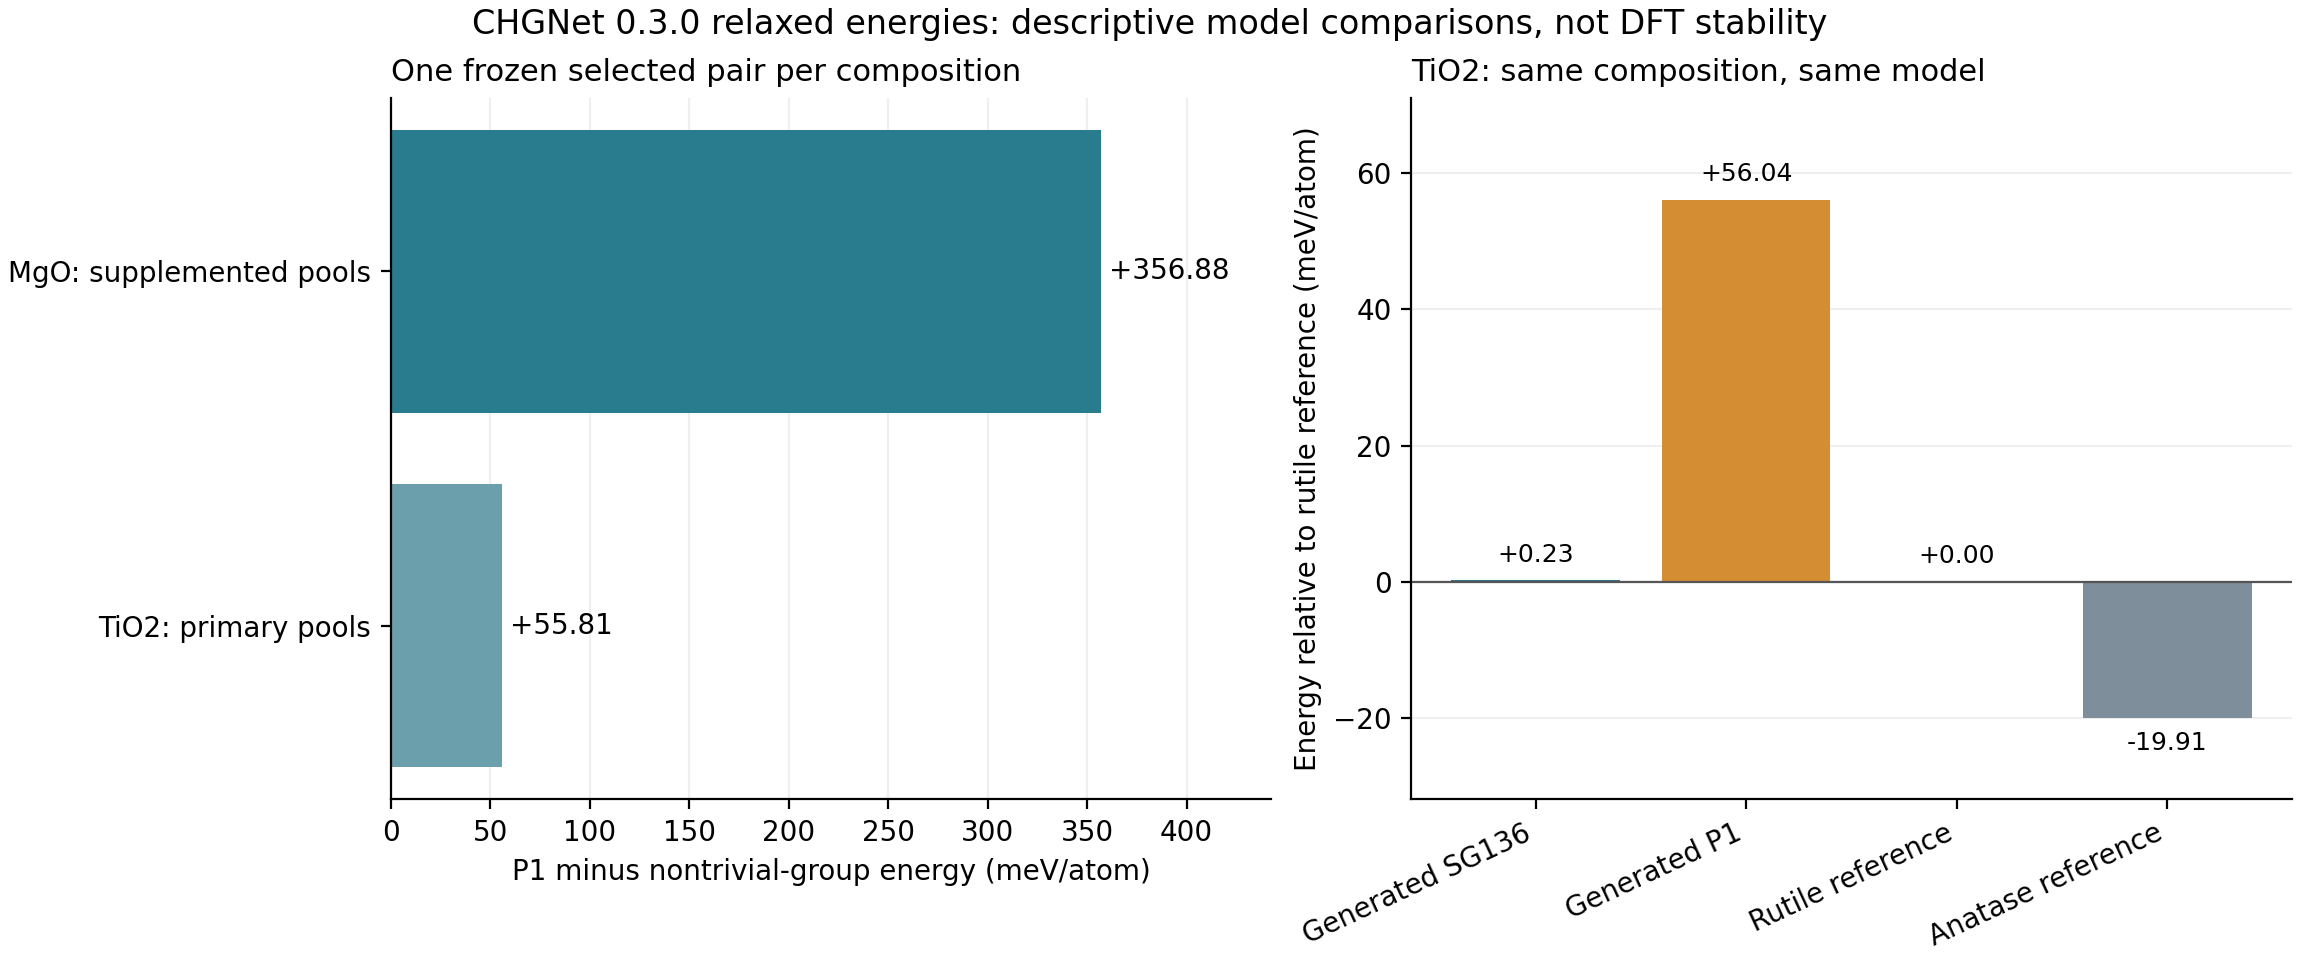 CHGNet 0.3.0 relaxed energies: descriptive model comparisons, not DFT stability
One frozen selected pair per composition
MgO: supplemented pools
+356.88
TiO2: primary pools
+55.81
0 50 100 150 200 250 300 350 400
P1 minus nontrivial-group energy (meV/atom)
TiO2: same composition, same model
Energy relative to rutile reference (meV/atom)
60
40
20
0
−20
+0.23
+56.04
+0.00
-19.91
Generated SG136
Generated P1
Rutile reference
Anatase reference